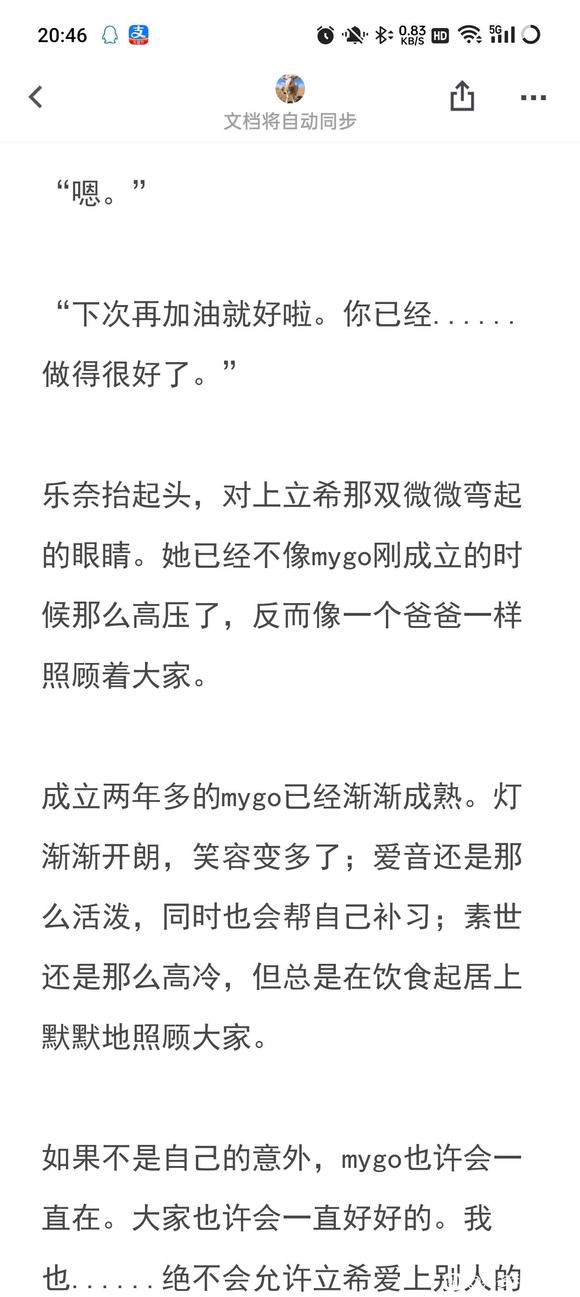 20:46
支
0.83
KB/S
HD
5G
文档将自动同步
“嗯。”
“下次再加油就好啦。你已经......
做得很好了。”
乐奈抬起头，对上立希那双微微弯起
的眼睛。她已经不像mygo刚成立的时
候那么高压了，反而像一个爸爸一样
照顾着大家。
成立两年多的mygo已经渐渐成熟。灯
渐渐开朗，笑容变多了；爱音还是那
么活泼，同时也会帮自己补习；素世
还是那么高冷，但总是在饮食起居上
默默地照顾大家。
如果不是自己的意外，mygo也许会一
直在。大家也许会一直好好的。我
也......绝不会允许立希爱上别人的